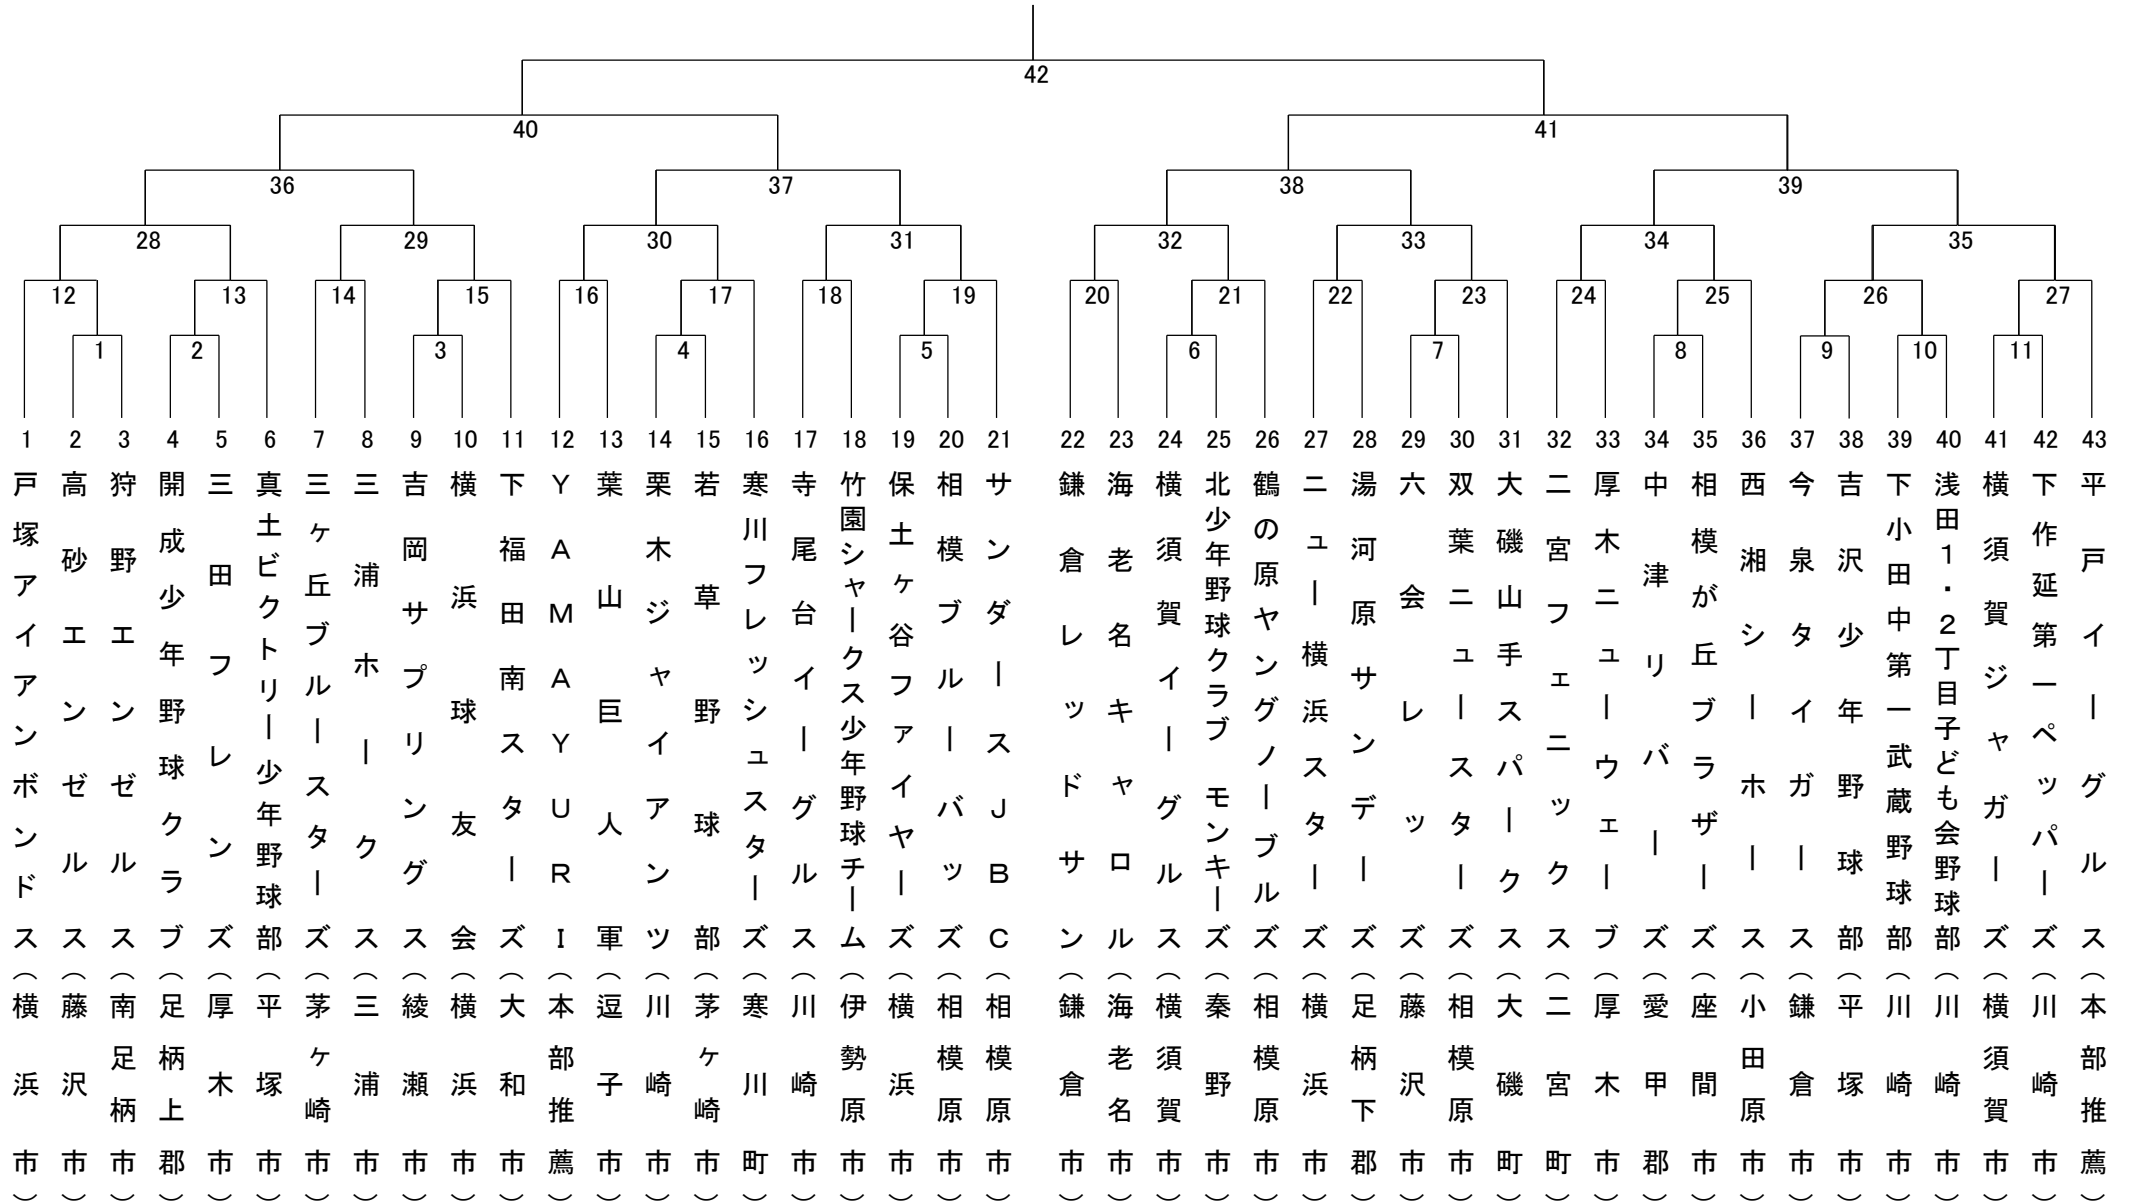 42
40 41
36 37 38 39
28 29 30 31 32 33 34 35
12 13 14 15 16 17 18 19 20 21 22 23 24 25 26 27
1 2 3 4 5 6 7 8 9 10 11
1 戸塚アイアンボンドス（横浜市）
2 高砂エンゼルス（藤沢市）
3 狩野エンゼルス（南足柄市）
4 開成少年野球クラブ（足柄上郡）
5 三田フレンズ（厚木市）
6 真土ビクトリー少年野球部（平塚市）
7 三ヶ丘ブルースターズ（茅ヶ崎市）
8 三浦ホークス（三浦市）
9 吉岡サプリングス（綾瀬市）
10 横浜球友会（横浜市）
11 下福田南スターズ（大和市）
12 ＹＡＭＡＹＵＲＩ（本部推薦）
13 葉山巨人軍（逗子市）
14 栗木ジャイアンツ（川崎市）
15 若草野球部（茅ヶ崎市）
16 寒川フレッシュスターズ（寒川町）
17 寺尾台イーグルス（川崎市）
18 竹園シャークス少年野球チーム（伊勢原市）
19 保土ヶ谷ファイヤーズ（横浜市）
20 相模ブルーバッズ（相模原市）
21 サンダースＪＢＣ（相模原市）
22 鎌倉レッドサン（鎌倉市）
23 海老名キャロル（海老名市）
24 横須賀イーグルス（横須賀市）
25 北少年野球クラブ モンキーズ（秦野市）
26 鶴の原ヤングノーブルズ（相模原市）
27 ニュー横浜スターズ（横浜市）
28 湯河原サンデーズ（足柄下郡）
29 六会レッズ（藤沢市）
30 双葉ニュースターズ（相模原市）
31 大磯山手スパークス（大磯町）
32 二宮フェニックス（二宮町）
33 厚木ニューウェーブ（厚木市）
34 中津リバーズ（愛甲郡）
35 相模が丘ブラザーズ（座間市）
36 西湘シーホース（小田原市）
37 今泉タイガース（鎌倉市）
38 吉沢少年野球部（平塚市）
39 下小田中第一武蔵野球部（川崎市）
40 浅田１・２丁目子ども会野球部（川崎市）
41 横須賀ジャガーズ（横須賀市）
42 下作延第一ペッパーズ（川崎市）
43 平戸イーグルス（本部推薦）